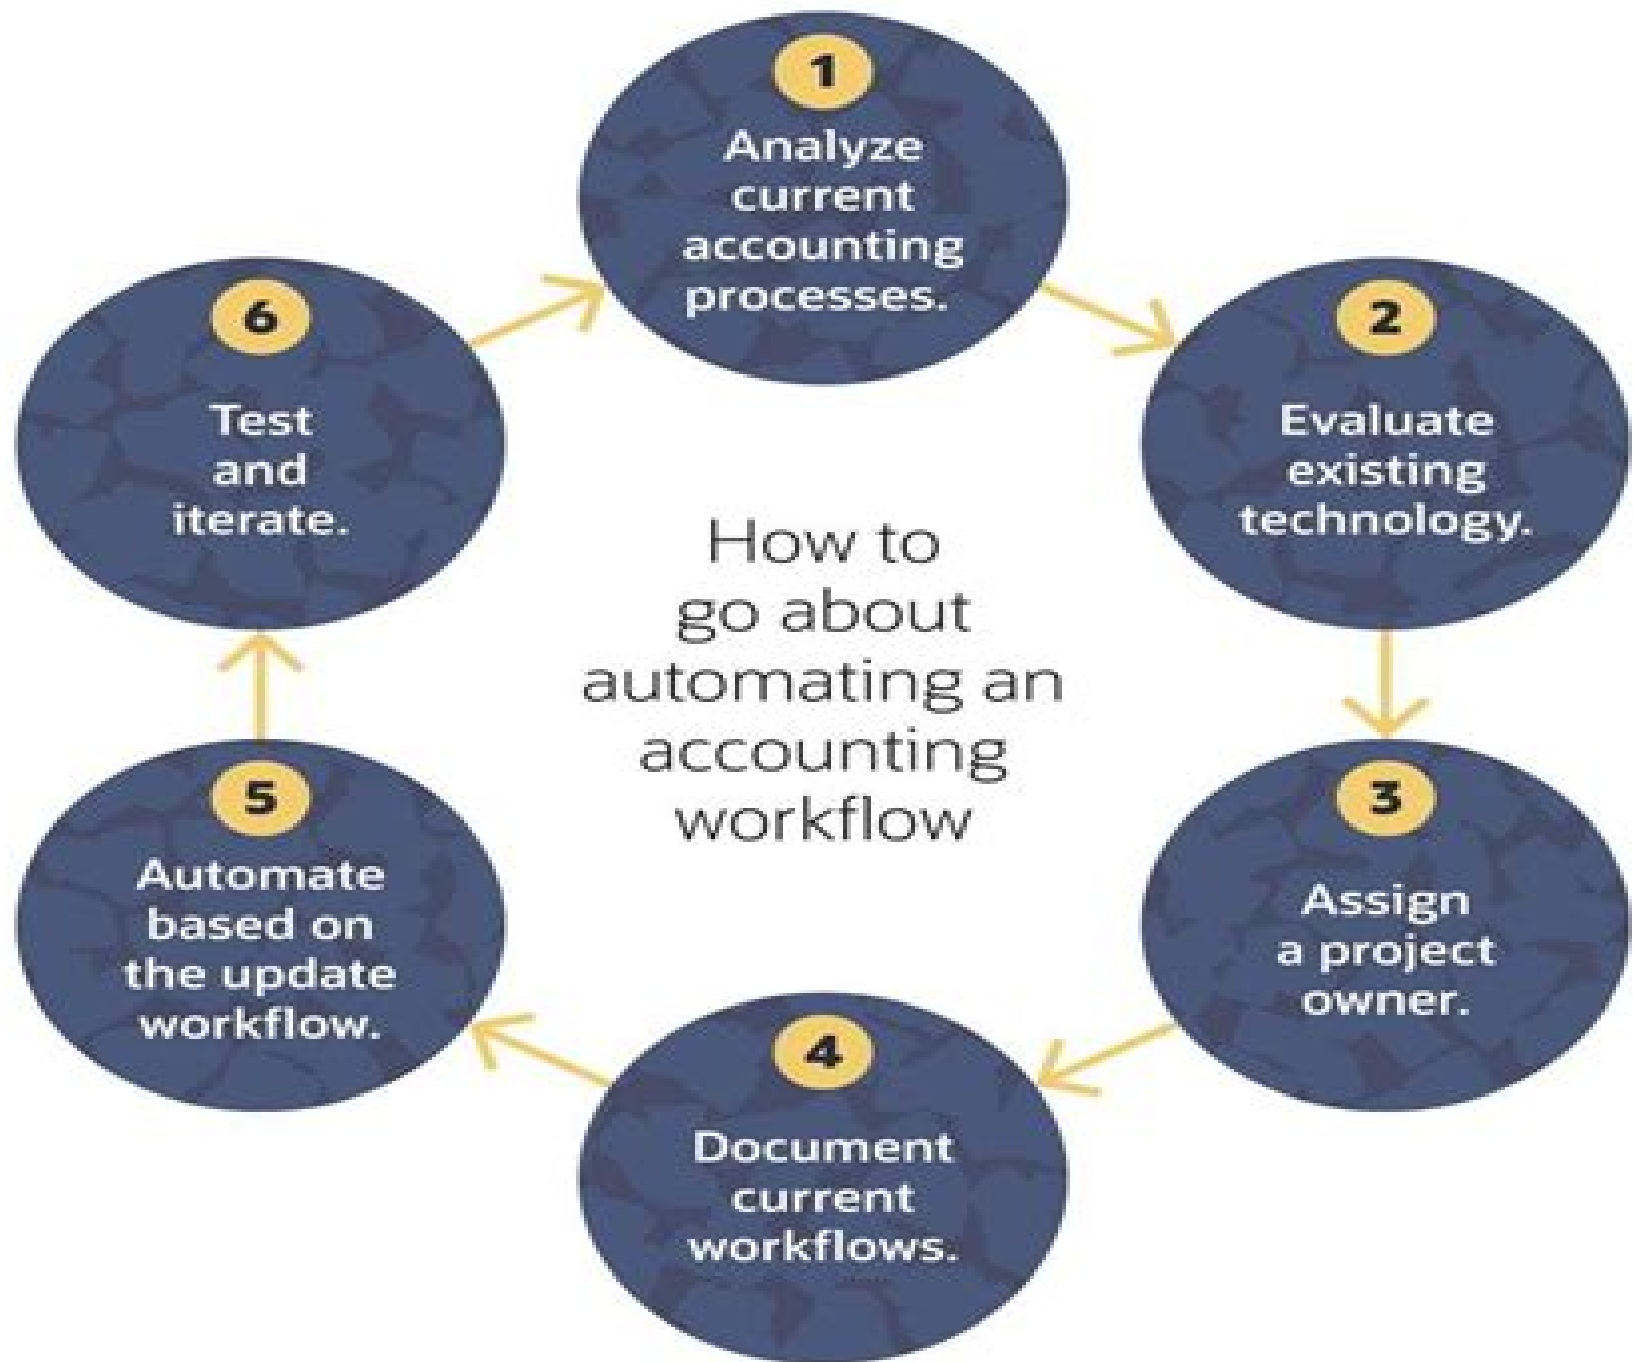 1
Analyze
current
accounting
processes.
2
Evaluate
existing
technology.
3
Assign
a project
owner.
4
Document
current
workflows.
5
Automate
based on
the update
workflow.
6
Test
and
iterate.
How to
go about
automating an
accounting
workflow